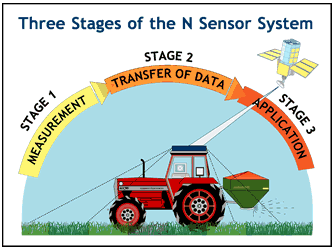 Three Stages of the N Sensor System
STAGE 1
MEASUREMENT
STAGE 2
TRANSFER OF DATA
STAGE 3
APPLICATION